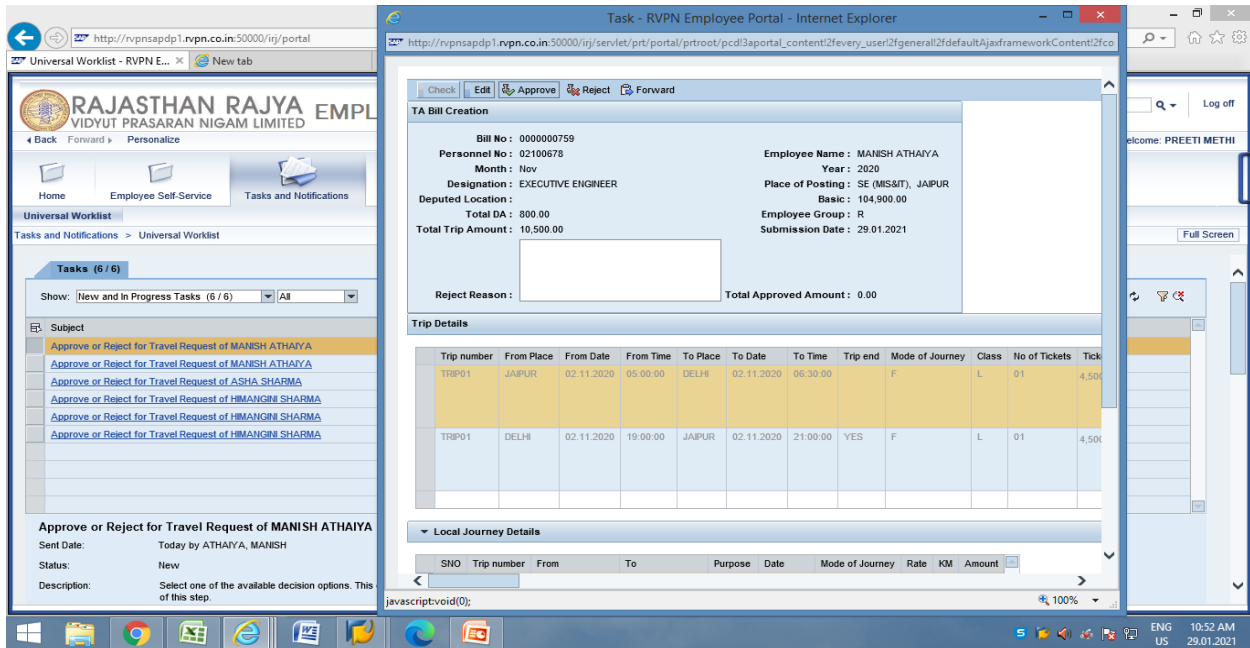 Task - RVPN Employee Portal - Internet Explorer
http://rvpnsapdp1.rvpn.co.in:50000/irj/portal
http://rvpnsapdp1.rvpn.co.in:50000/irj/servlet/prt/portal/prtroot/pcd!3aportal_content!2fevery_user!2fgeneral!2fdefaultAjaxframeworkContent!2fco
Universal Worklist - RVPN E...
New tab
RAJASTHAN RAJYA
VIDYUT PRASARAN NIGAM LIMITED
EMPL
Log off
Back Forward Personalize
elcome: PREETI METHI
Home Employee Self-Service Tasks and Notifications
Universal Worklist
Tasks and Notifications > Universal Worklist
Full Screen
Tasks (6 / 6)
Show: New and In Progress Tasks (6 / 6) All
Subject
Approve or Reject for Travel Request of MANISH ATHAIYA
Approve or Reject for Travel Request of MANISH ATHAIYA
Approve or Reject for Travel Request of ASHA SHARMA
Approve or Reject for Travel Request of HIMANGINI SHARMA
Approve or Reject for Travel Request of HIMANGINI SHARMA
Approve or Reject for Travel Request of HIMANGINI SHARMA
Approve or Reject for Travel Request of MANISH ATHAIYA
Sent Date: Today by ATHAIYA, MANISH
Status: New
Description: Select one of the available decision options. This
of this step.
Check Edit Approve Reject Forward
TA Bill Creation
Bill No : 0000000759
Personnel No : 02100678 Employee Name : MANISH ATHAIYA
Month : Nov Year : 2020
Designation : EXECUTIVE ENGINEER Place of Posting : SE (MIS&IT), JAIPUR
Deputed Location : Basic : 104,900.00
Total DA : 800.00 Employee Group : R
Total Trip Amount : 10,500.00 Submission Date : 29.01.2021
Reject Reason : Total Approved Amount : 0.00
Trip Details
Trip number From Place From Date From Time To Place To Date To Time Trip end Mode of Journey Class No of Tickets Tick
TRIP01 JAIPUR 02.11.2020 05:00:00 DELHI 02.11.2020 06:30:00 F L 01 4,500
TRIP01 DELHI 02.11.2020 19:00:00 JAIPUR 02.11.2020 21:00:00 YES F L 01 4,500
Local Journey Details
SNO Trip number From To Purpose Date Mode of Journey Rate KM Amount
javascript:void(0);
100%
ENG 10:52 AM
US 29.01.2021